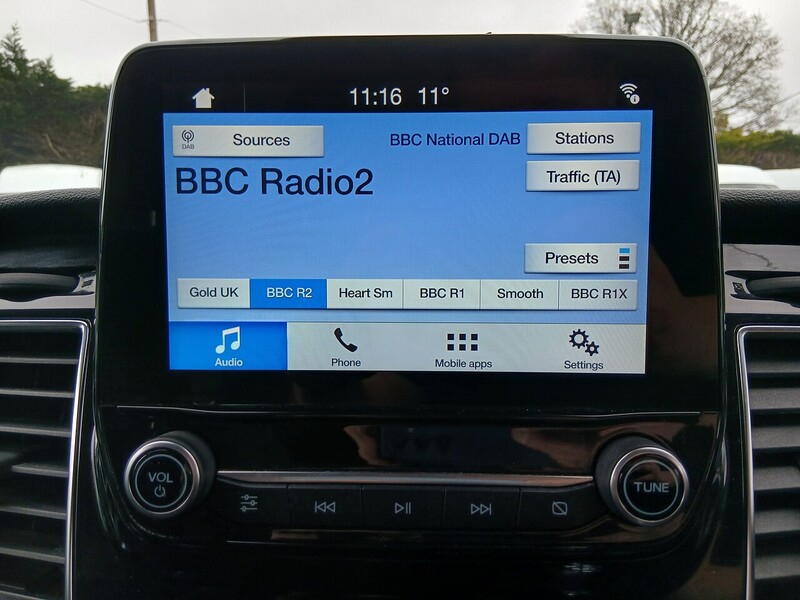 11:16 11°
DAB
Sources
BBC National DAB
Stations
BBC Radio2
Traffic (TA)
Presets
Gold UK BBC R2 Heart Sm BBC R1 Smooth BBC R1X
Audio Phone Mobile apps Settings
VOL
TUNE